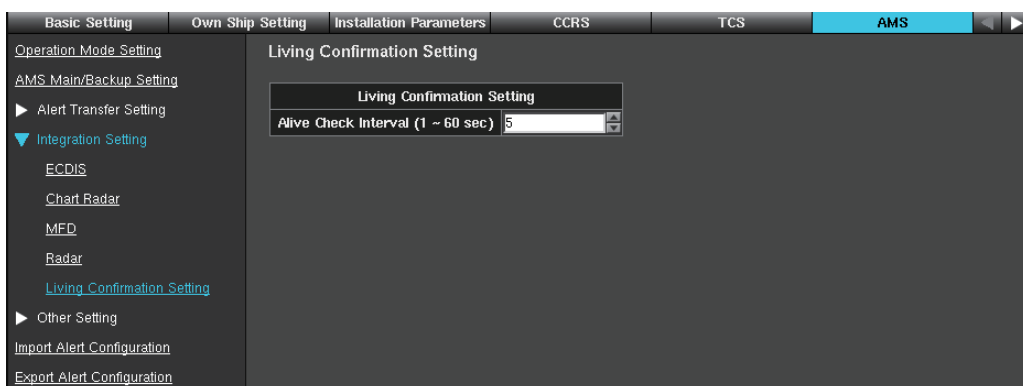 Basic Setting Own Ship Setting Installation Parameters CCRS TCS AMS
Operation Mode Setting
AMS Main/Backup Setting
Alert Transfer Setting
Integration Setting
ECDIS
Chart Radar
MFD
Radar
Living Confirmation Setting
Other Setting
Import Alert Configuration
Export Alert Configuration
Living Confirmation Setting
Living Confirmation Setting
Alive Check Interval (1 ~ 60 sec) 5